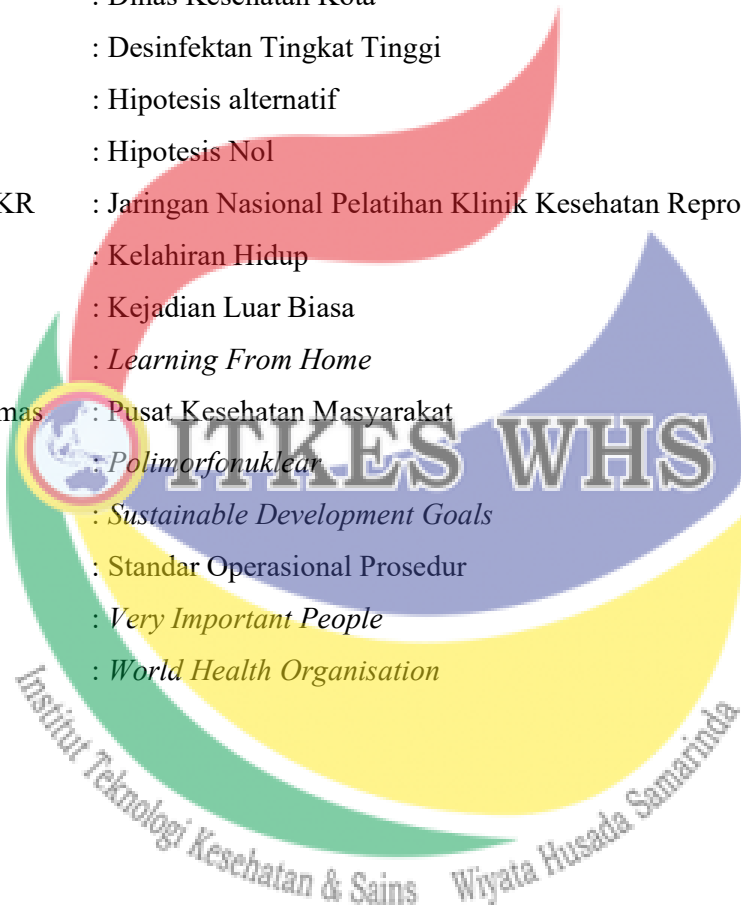 : Dinas Kesehatan Kota
: Desinfektan Tingkat Tinggi
: Hipotesis alternatif
: Hipotesis Nol
KR : Jaringan Nasional Pelatihan Klinik Kesehatan Repro
: Kelahiran Hidup
: Kejadian Luar Biasa
: Learning From Home
mas : Pusat Kesehatan Masyarakat
ITKES WHS
: Polimorfonuklear
: Sustainable Development Goals
: Standar Operasional Prosedur
: Very Important People
: World Health Organisation
Institut Teknologi Kesehatan & Sains Wiyata Husada Samarinda